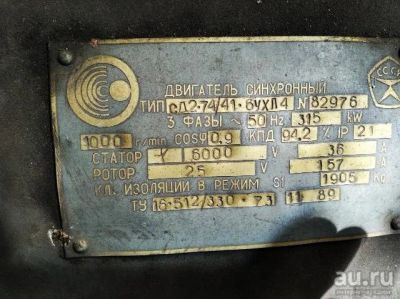 СССР
ДВИГАТЕЛЬ СИНХРОННЫЙ
ТИП СД2·74/41·6УХЛ4 N 82976
3 ФАЗЫ ~ 50 Hz 315 kW
1000 r/min COSφ 0,9 КПД 94,2 % IP 21
СТАТОР Y 6000 V 36 A
РОТОР 25 V 157 A
КЛ. ИЗОЛЯЦИИ B РЕЖИМ S1 1905 Kg
ТУ 16·512/330·73 11 89
au.ru